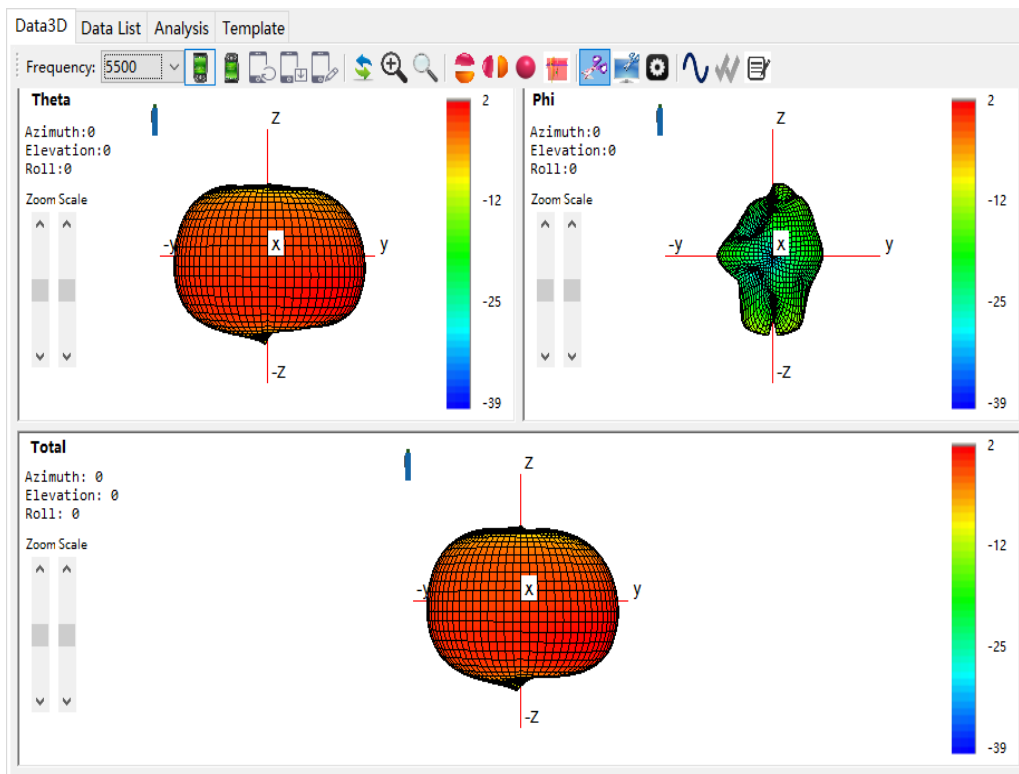 Data3D Data List Analysis Template
Frequency: 5500
Theta
Azimuth:0
Elevation:0
Roll:0
Zoom Scale
Z
-y
X
y
-Z
2
-12
-25
-39
Phi
Azimuth:0
Elevation:0
Roll:0
Zoom Scale
Z
-y
X
y
-Z
2
-12
-25
-39
Total
Azimuth: 0
Elevation: 0
Roll: 0
Zoom Scale
Z
-y
X
y
-Z
2
-12
-25
-39